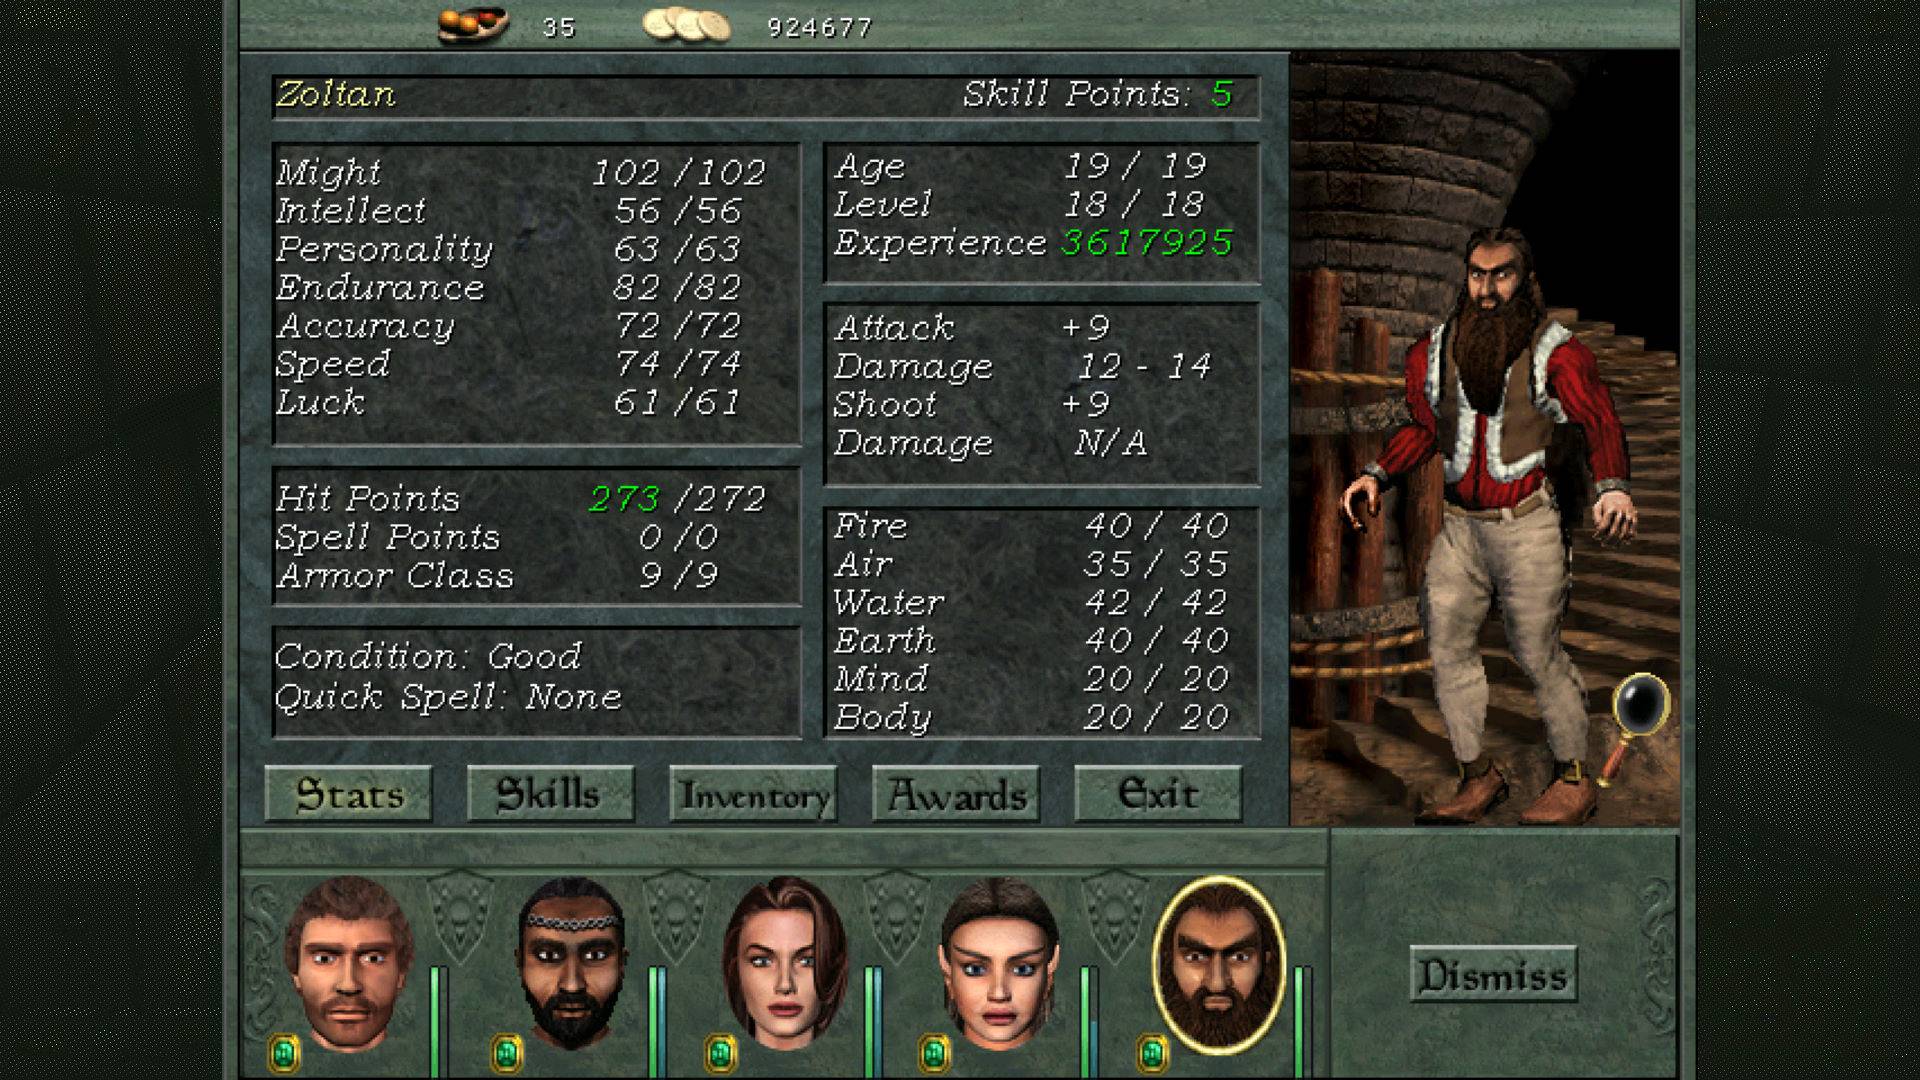 35 924677
Zoltan Skill Points: 5
Might 102 /102
Intellect 56 /56
Personality 63 /63
Endurance 82 /82
Accuracy 72 /72
Speed 74 /74
Luck 61 /61
Hit Points 273 /272
Spell Points 0 /0
Armor Class 9 /9
Condition: Good
Quick Spell: None
Age 19 / 19
Level 18 / 18
Experience 3617925
Attack +9
Damage 12 - 14
Shoot +9
Damage N/A
Fire 40 / 40
Air 35 / 35
Water 42 / 42
Earth 40 / 40
Mind 20 / 20
Body 20 / 20
Stats Skills Inventory Awards Exit
Dismiss